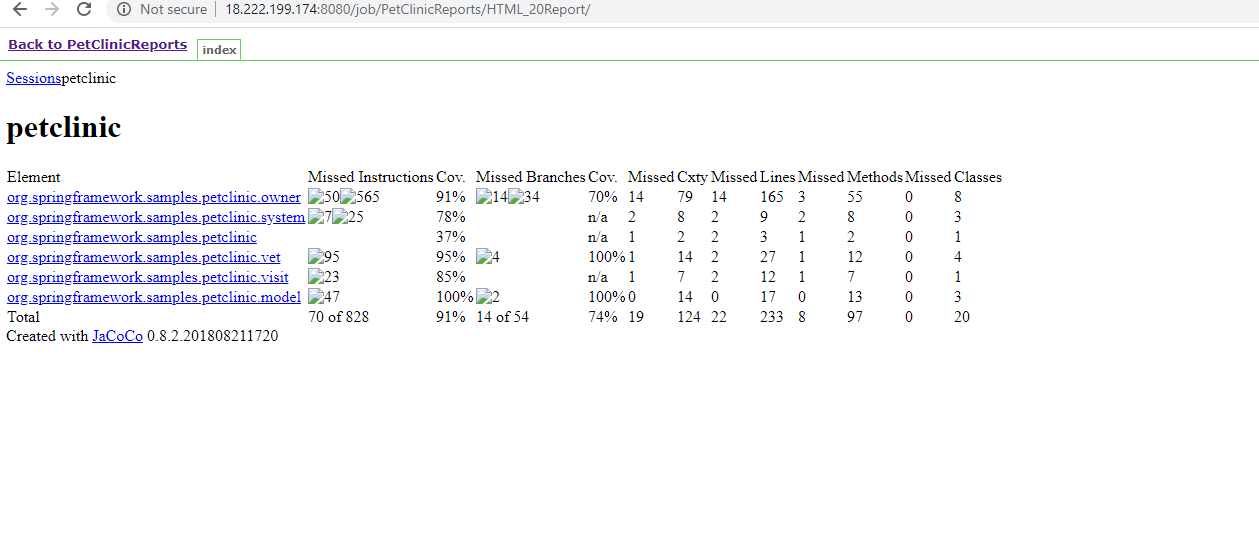 Not secure | 18.222.199.174:8080/job/PetClinicReports/HTML_20Report/
Back to PetClinicReports index
Sessionspetclinic
petclinic
Element Missed Instructions Cov. Missed Branches Cov. Missed Cxty Missed Lines Missed Methods Missed Classes
org.springframework.samples.petclinic.owner 50 565 91% 14 34 70% 14 79 14 165 3 55 0 8
org.springframework.samples.petclinic.system 7 25 78% n/a 2 8 2 9 2 8 0 3
org.springframework.samples.petclinic 37% n/a 1 2 2 3 1 2 0 1
org.springframework.samples.petclinic.vet 95 95% 4 100% 1 14 2 27 1 12 0 4
org.springframework.samples.petclinic.visit 23 85% n/a 1 7 2 12 1 7 0 1
org.springframework.samples.petclinic.model 47 100% 2 100% 0 14 0 17 0 13 0 3
Total 70 of 828 91% 14 of 54 74% 19 124 22 233 8 97 0 20
Created with JaCoCo 0.8.2.201808211720